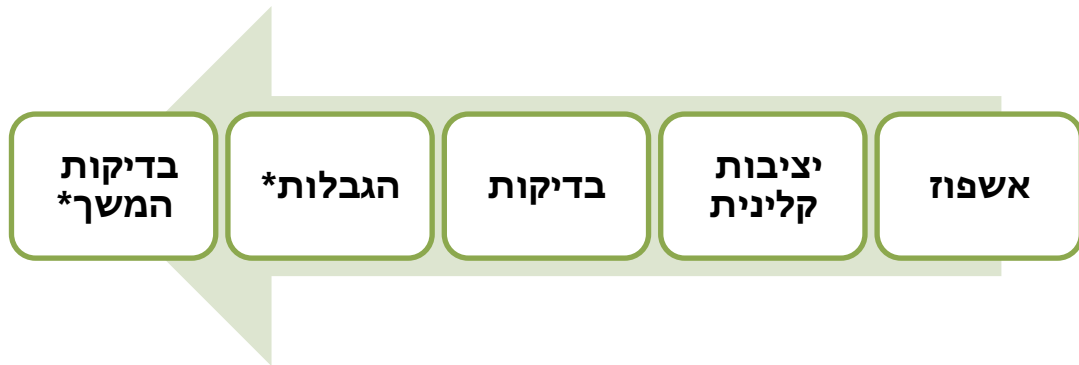 אשפוז
יציבות
קלינית
בדיקות
הגבלות*
בדיקות
המשך*